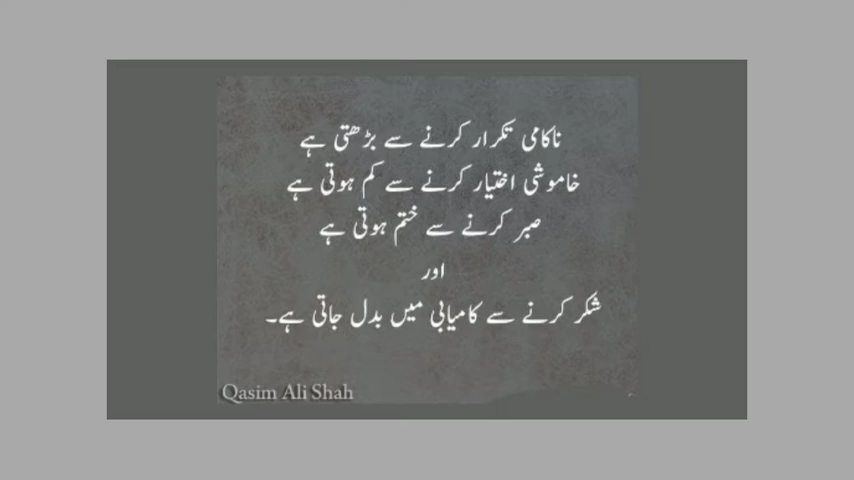 ناکامی تکرار کرنے سے بڑھتی ہے
خاموشی اختیار کرنے سے کم ہوتی ہے
صبر کرنے سے ختم ہوتی ہے
اور
شکر کرنے سے کامیابی میں بدل جاتی ہے۔
Qasim Ali Shah